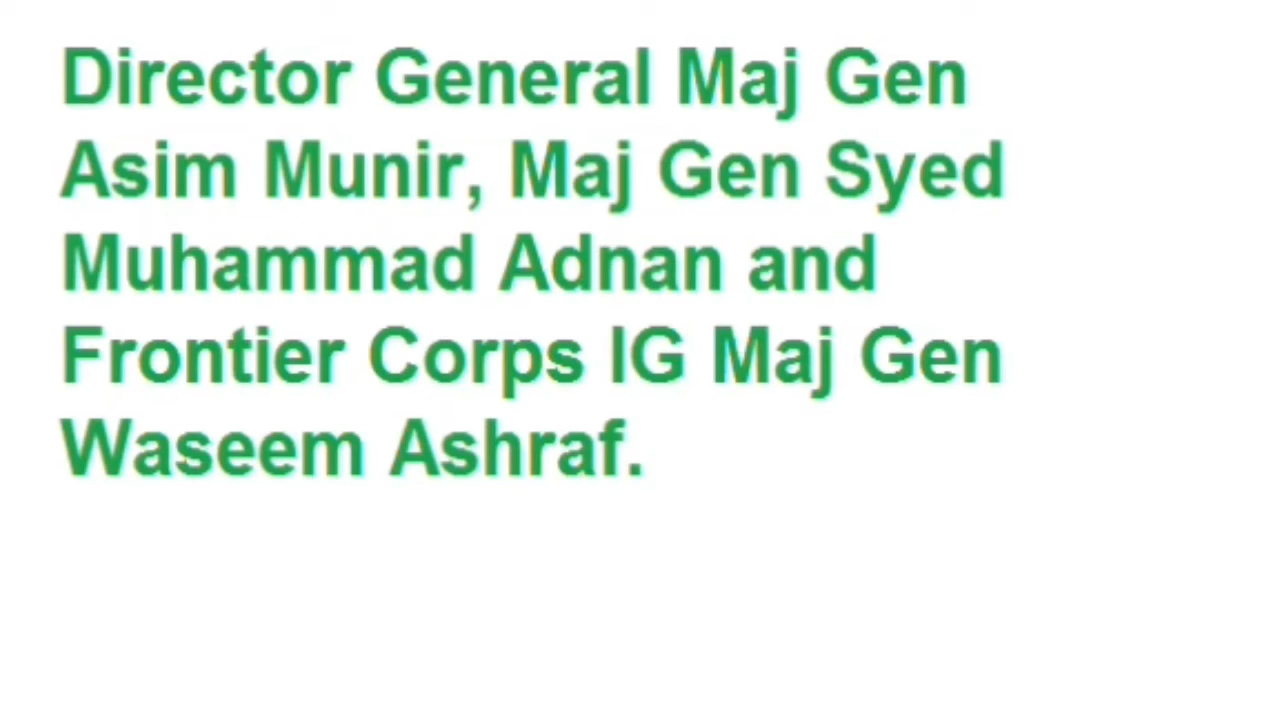 Director General Maj Gen
Asim Munir, Maj Gen Syed
Muhammad Adnan and
Frontier Corps IG Maj Gen
Waseem Ashraf.